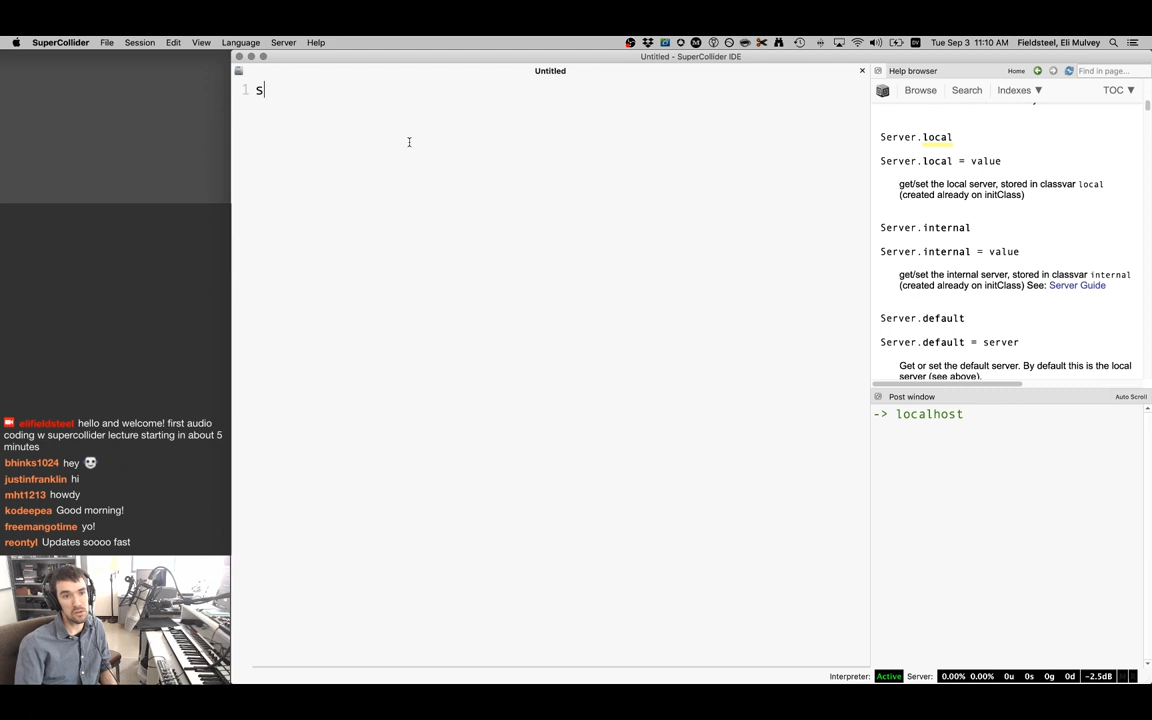 SuperCollider File Session Edit View Language Server Help
Tue Sep 3 11:10 AM Fieldsteel, Eli Mulvey
Untitled - SuperCollider IDE
Untitled
1 s
Help browser Home Find in page...
Browse Search Indexes ▼ TOC ▼
Server.local
Server.local = value
get/set the local server, stored in classvar local
(created already on initClass)
Server.internal
Server.internal = value
get/set the internal server, stored in classvar internal
(created already on initClass) See: Server Guide
Server.default
Server.default = server
Get or set the default server. By default this is the local
server (see above).
Post window Auto Scroll
-> localhost
elifieldsteel hello and welcome! first audio
coding w supercollider lecture starting in about 5
minutes
bhinks1024 hey
justinfranklin hi
mht1213 howdy
kodeepea Good morning!
freemangotime yo!
reontyl Updates soooo fast
Interpreter: Active Server: 0.00% 0.00% 0u 0s 0g 0d -2.5dB